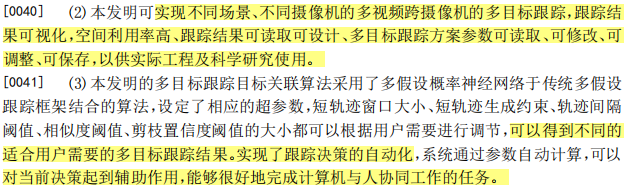 [0040] (2)本发明可实现不同场景、不同摄像机的多视频跨摄像机的多目标跟踪,跟踪结
果可视化,空间利用率高、跟踪结果可读取可设计、多目标跟踪方案参数可读取、可修改、可
调整、可保存,以供实际工程及科学研究使用。
[0041] (3)本发明的多目标跟踪目标关联算法采用了多假设概率神经网络于传统多假设
跟踪框架结合的算法,设定了相应的超参数,短轨迹窗口大小、短轨迹生成约束、轨迹间隔
阈值、相似度阈值、剪枝置信度阈值的大小都可以根据用户需要进行调节,可以得到不同的
适合用户需要的多目标跟踪结果。实现了跟踪决策的自动化,系统通过参数自动计算,可以
对当前决策起到辅助作用,能够很好地完成计算机与人协同工作的任务。